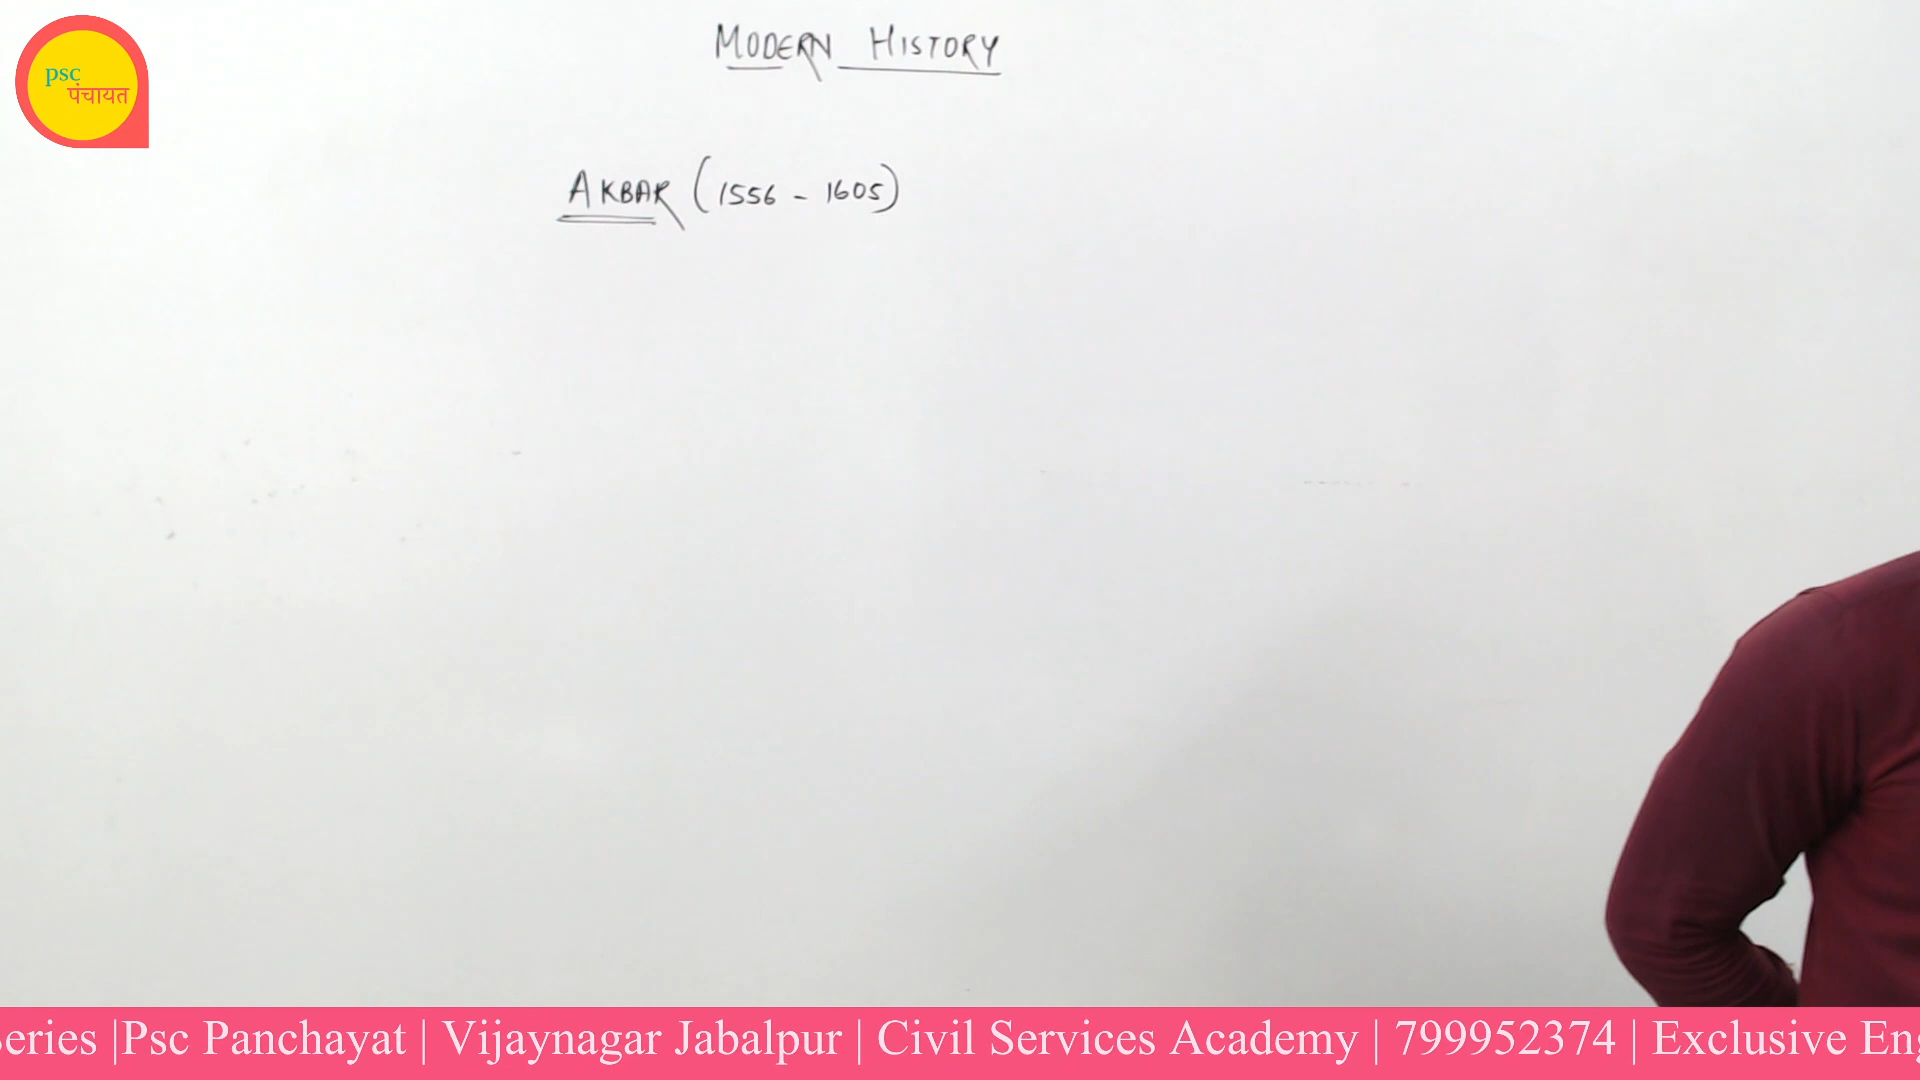 psc
पंचायत
MODERN HISTORY
AKBAR (1556 - 1605)
eries |Psc Panchayat | Vijaynagar Jabalpur | Civil Services Academy | 799952374 | Exclusive Eng